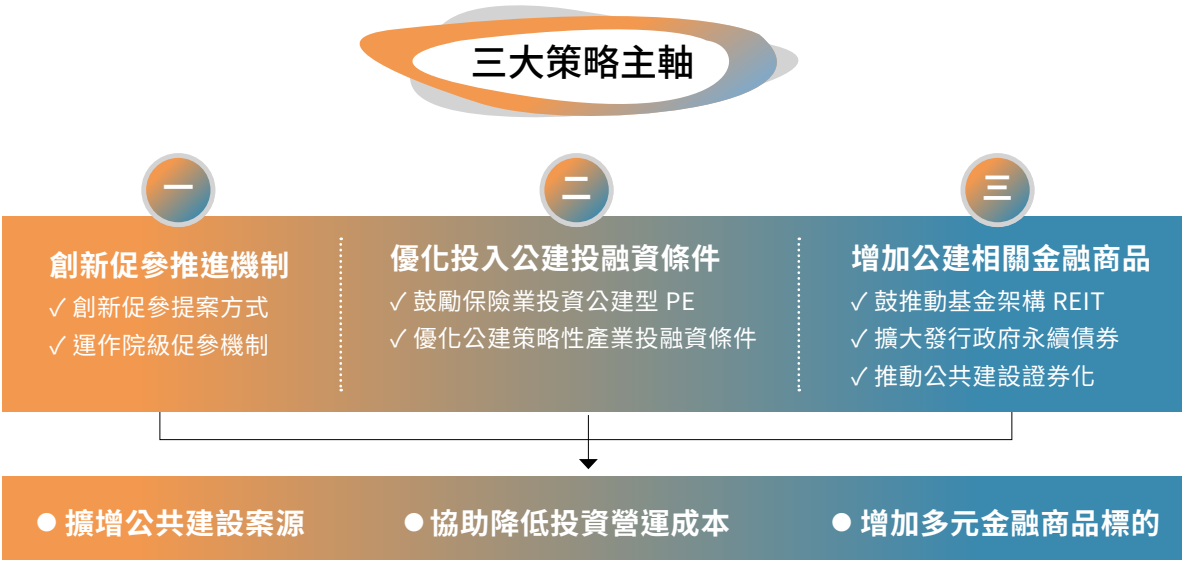 三大策略主軸
一
二
三
創新促參推進機制
✓ 創新促參提案方式
✓ 運作院級促參機制
優化投入公建投融資條件
✓ 鼓勵保險業投資公建型 PE
✓ 優化公建策略性產業投融資條件
增加公建相關金融商品
✓ 鼓推動基金架構 REIT
✓ 擴大發行政府永續債券
✓ 推動公共建設證券化
● 擴增公共建設案源
● 協助降低投資營運成本
● 增加多元金融商品標的